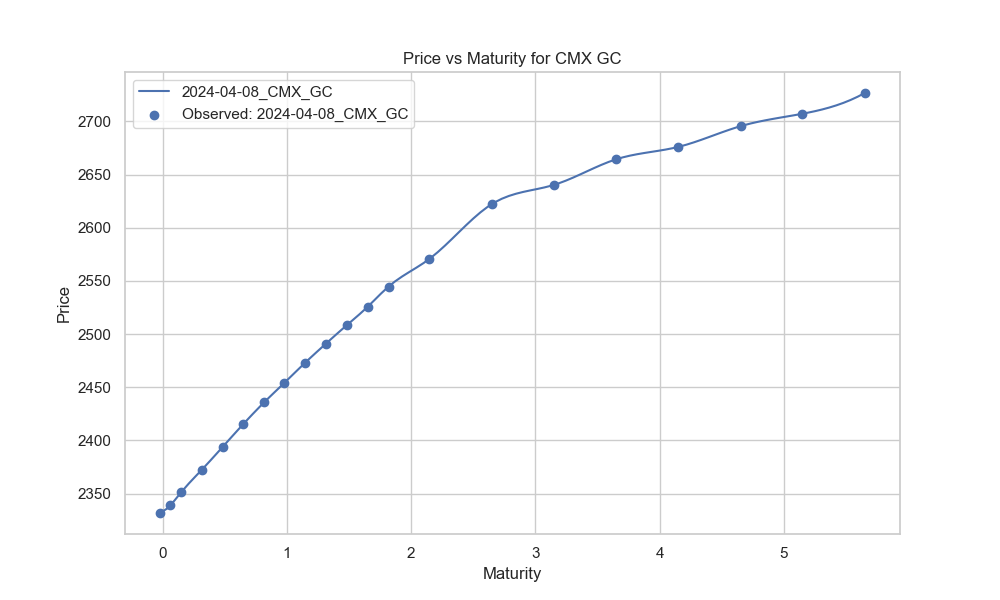 Price vs Maturity for CMX GC
2024-04-08_CMX_GC
Observed: 2024-04-08_CMX_GC
Price
2700
2650
2600
2550
2500
2450
2400
2350
0 1 2 3 4 5
Maturity